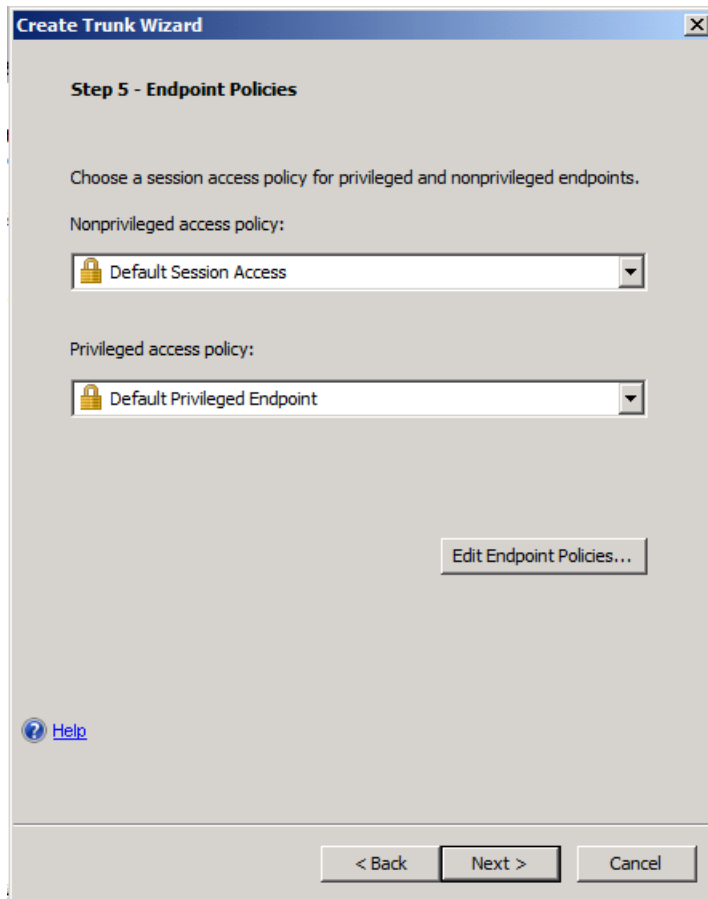 Create Trunk Wizard
Step 5 - Endpoint Policies
Choose a session access policy for privileged and nonprivileged endpoints.
Nonprivileged access policy:
Default Session Access
Privileged access policy:
Default Privileged Endpoint
Edit Endpoint Policies...
Help
< Back Next > Cancel